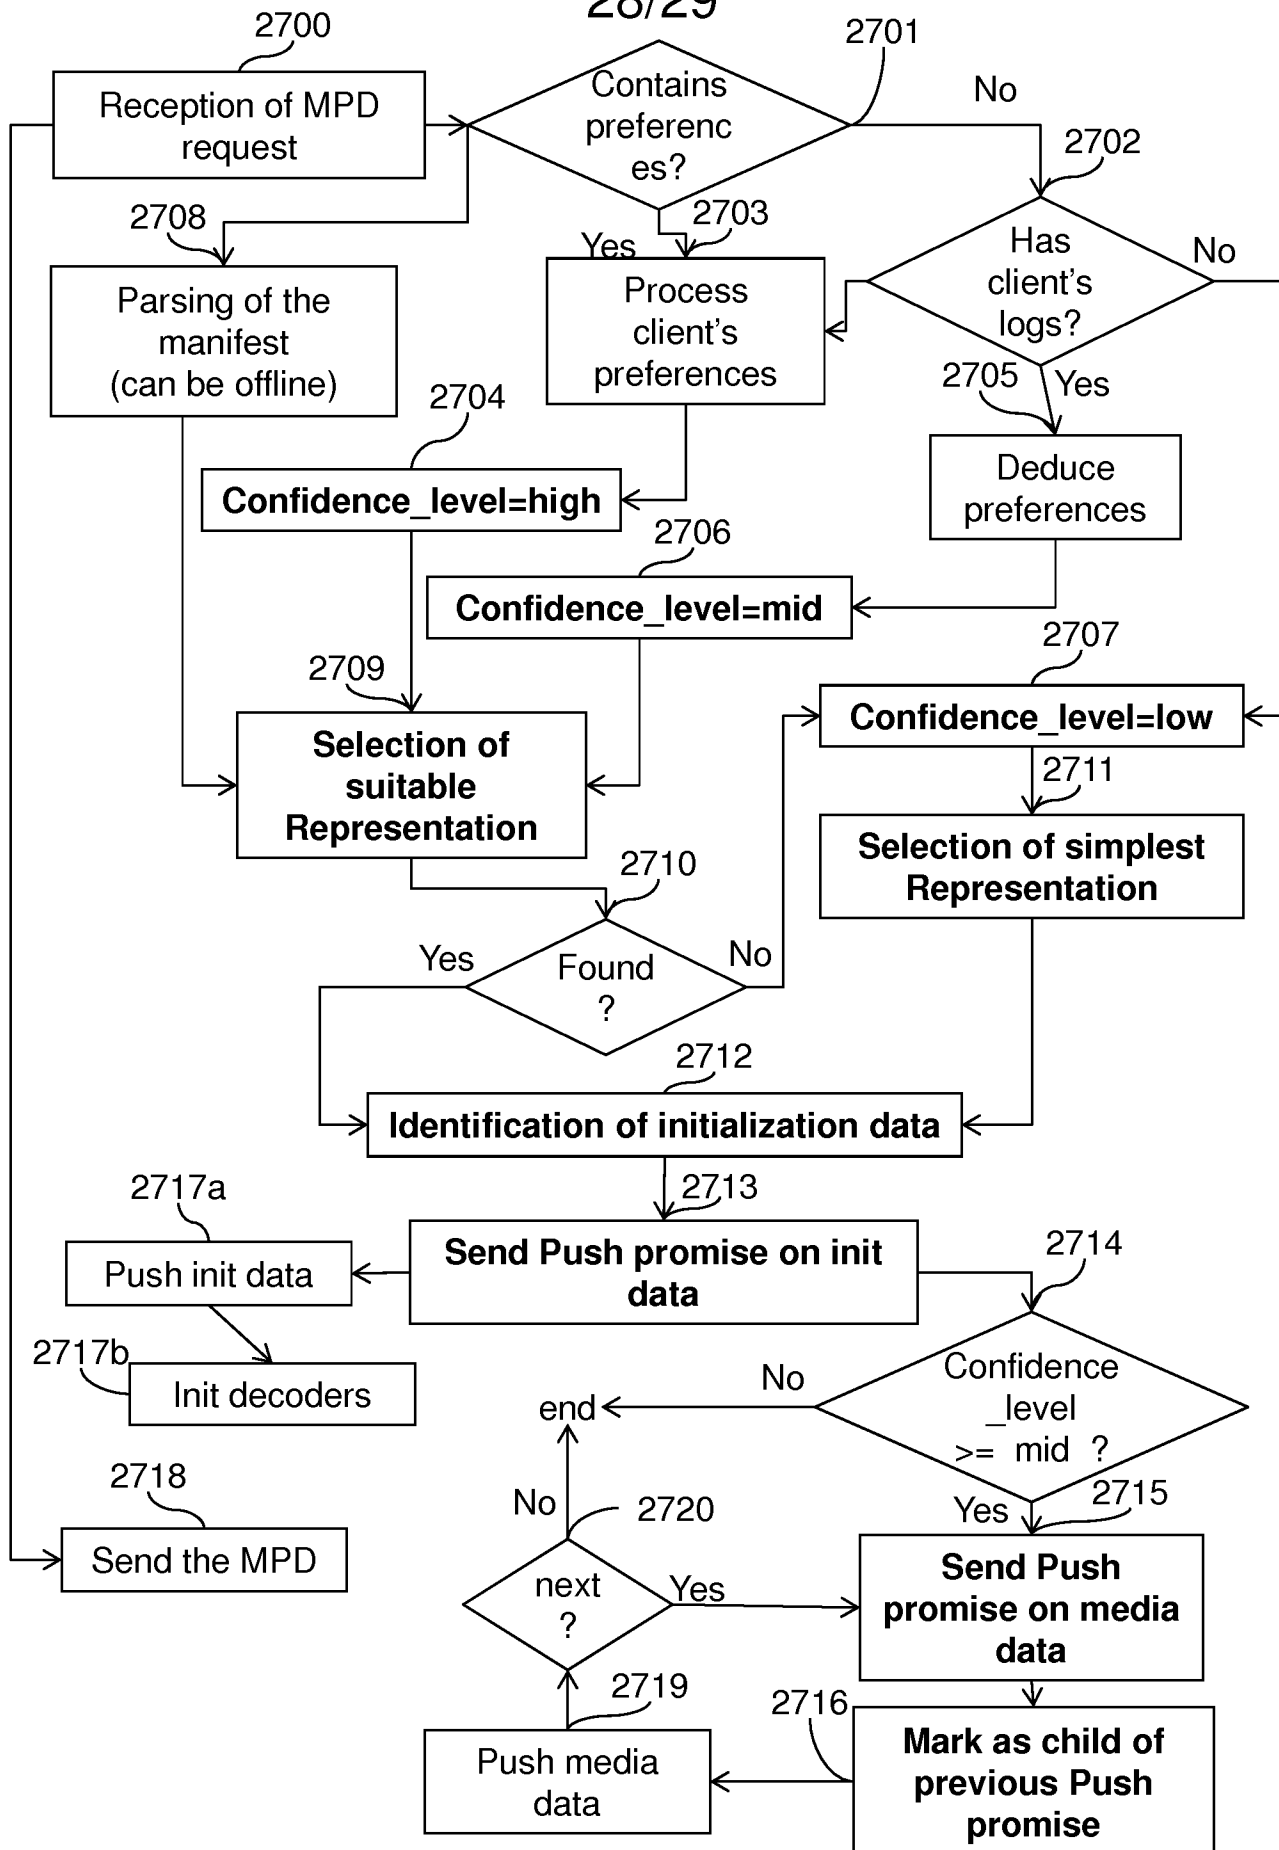 28/29
2700
2701
Reception of MPD
request
Contains
preferenc
es?
No
2702
2708
2703
Yes
Has
client's
logs?
No
Parsing of the
manifest
(can be offline)
Process
client's
preferences
2705
Yes
2704
Deduce
preferences
Confidence_level=high
2706
Confidence_level=mid
2707
2709
Confidence_level=low
Selection of
suitable
Representation
2711
Selection of simplest
Representation
2710
Yes
Found
?
No
2712
Identification of initialization data
2713
2717a
2714
Send Push promise on init
data
Push init data
2717b
Init decoders
Confidence
_level
>= mid ?
No
end
2718
Send the MPD
No
2720
Yes
2715
next
?
Yes
Send Push
promise on media
data
2719
2716
Push media
data
Mark as child of
previous Push
promise